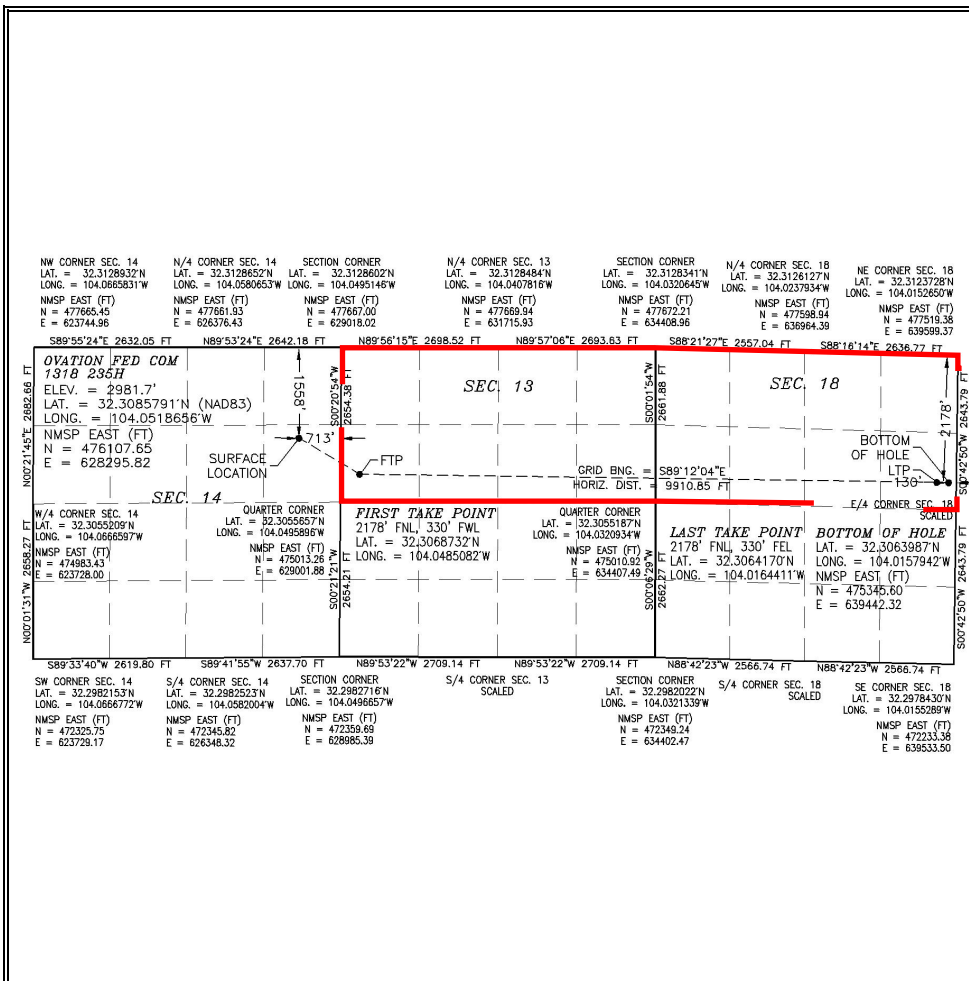 NW CORNER SEC. 14
LAT. = 32.3128932'N
LONG. = 104.0665831'W
NMSP EAST (FT)
N = 477665.45
E = 623744.96
N/4 CORNER SEC. 14
LAT. = 32.3128652'N
LONG. = 104.0580653'W
NMSP EAST (FT)
N = 477661.93
E = 626376.43
SECTION CORNER
LAT. = 32.3128602'N
LONG. = 104.0495146'W
NMSP EAST (FT)
N = 477667.00
E = 629018.02
N/4 CORNER SEC. 13
LAT. = 32.3128484'N
LONG. = 104.0407816'W
NMSP EAST (FT)
N = 477669.94
E = 631715.93
SECTION CORNER
LAT. = 32.3128341'N
LONG. = 104.0320645'W
NMSP EAST (FT)
N = 477672.21
E = 634408.96
N/4 CORNER SEC. 18
LAT. = 32.3126127'N
LONG. = 104.0237934'W
NMSP EAST (FT)
N = 477598.94
E = 636964.39
NE CORNER SEC. 18
LAT. = 32.3123728'N
LONG. = 104.0152650'W
NMSP EAST (FT)
N = 477519.38
E = 639599.37
S89°55'24"E 2632.05 FT
N89°53'24"E 2642.18 FT
N89°56'15"E 2698.52 FT
N89°57'06"E 2693.63 FT
S88°21'27"E 2557.04 FT
S88°16'14"E 2636.77 FT
OVATION FED COM
1318 235H
ELEV. = 2981.7'
LAT. = 32.3085791'N (NAD83)
LONG. = 104.0518656'W
NMSP EAST (FT)
N = 476107.65
E = 628295.82
N00°21'45"E 2682.66 FT
1558'
713'
SURFACE
LOCATION
S00°20'54"W
2654.38 FT
SEC. 13
FTP
S00°01'54"W
2661.88 FT
SEC. 18
2178'
S00°42'50"W 2643.79 FT
BOTTOM
OF HOLE
LTP
130'
GRID BNG. = S89°12'04"E
HORIZ. DIST. = 9910.85 FT
SEC. 14
W/4 CORNER SEC. 14
LAT. = 32.3055209'N
LONG. = 104.0666597'W
NMSP EAST (FT)
N = 474983.43
E = 623728.00
QUARTER CORNER
LAT. = 32.3055657'N
LONG. = 104.0495896'W
NMSP EAST (FT)
N = 475013.26
E = 629001.88
FIRST TAKE POINT
2178' FNL, 330' FWL
LAT. = 32.3068732'N
LONG. = 104.0485082'W
QUARTER CORNER
LAT. = 32.3055187'N
LONG. = 104.0320934'W
NMSP EAST (FT)
N = 475010.92
E = 634407.49
E/4 CORNER SEC. 18
SCALED
LAST TAKE POINT
2178' FNL, 330' FEL
LAT. = 32.3064170'N
LONG. = 104.0164411'W
BOTTOM OF HOLE
LAT. = 32.3063987'N
LONG. = 104.0157942'W
NMSP EAST (FT)
N = 475345.60
E = 639442.32
N00°01'31"W 2658.27 FT
S00°21'21"W
2654.21 FT
S00°06'29"W
2662.27 FT
S00°42'50"W 2643.79 FT
S89°33'40"W 2619.80 FT
S89°41'55"W 2637.70 FT
N89°53'22"W 2709.14 FT
N89°53'22"W 2709.14 FT
N88°42'23"W 2566.74 FT
N88°42'23"W 2566.74 FT
SW CORNER SEC. 14
LAT. = 32.2982153'N
LONG. = 104.0666772'W
NMSP EAST (FT)
N = 472325.75
E = 623729.17
S/4 CORNER SEC. 14
LAT. = 32.2982523'N
LONG. = 104.0582004'W
NMSP EAST (FT)
N = 472345.82
E = 626348.32
SECTION CORNER
LAT. = 32.2982716'N
LONG. = 104.0496657'W
NMSP EAST (FT)
N = 472359.69
E = 628985.39
S/4 CORNER SEC. 13
SCALED
SECTION CORNER
LAT. = 32.2982022'N
LONG. = 104.0321339'W
NMSP EAST (FT)
N = 472349.24
E = 634402.47
S/4 CORNER SEC. 18
SCALED
SE CORNER SEC. 18
LAT. = 32.2978430'N
LONG. = 104.0155289'W
NMSP EAST (FT)
N = 472233.38
E = 639533.50